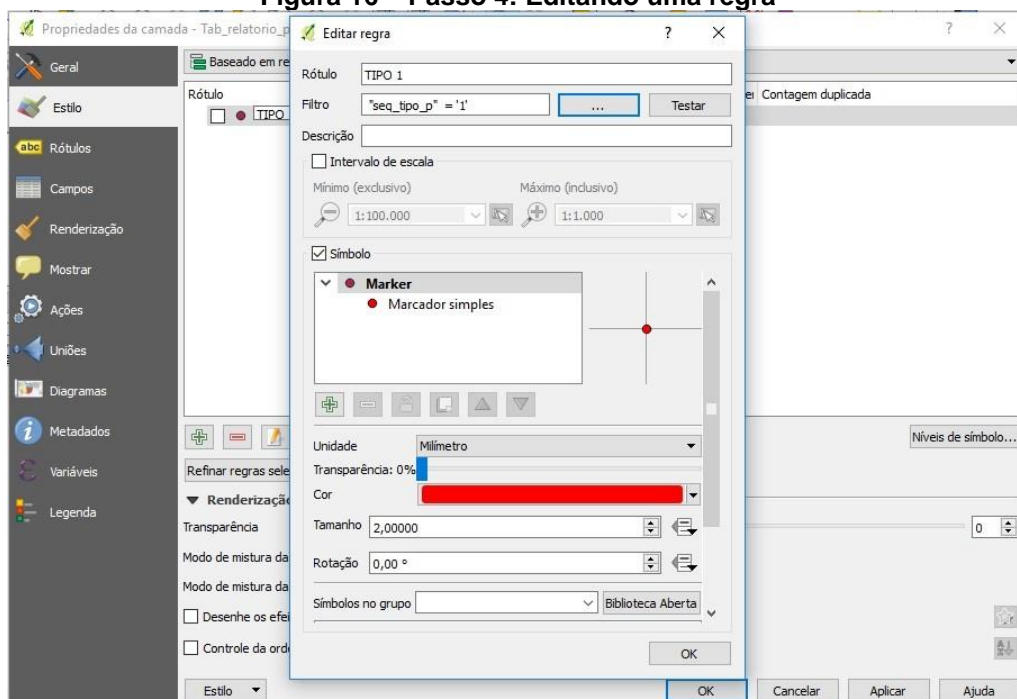 Figura 10 - Passo 4: Editando uma regra
Propriedades da camada - Tab_relatorio_p
Geral
Estilo
Rótulos
Campos
Renderização
Mostrar
Ações
Uniões
Diagramas
Metadados
Variáveis
Legenda
Baseado em re
Rótulo
TIPO
Contagem duplicada
Níveis de símbolo...
Refinar regras sele
Renderização
Transparência
0
Modo de mistura da
Modo de mistura da
Desenhe os efei
Controle da orde
Estilo
OK
Cancelar
Aplicar
Ajuda
Editar regra
Rótulo TIPO 1
Filtro "seq_tipo_p" = '1' ... Testar
Descrição
Intervalo de escala
Mínimo (exclusivo) Máximo (inclusivo)
1:100.000 1:1.000
Símbolo
Marker
Marcador simples
Unidade Milímetro
Transparência: 0%
Cor
Tamanho 2,00000
Rotação 0,00 °
Símbolos no grupo Biblioteca Aberta
OK